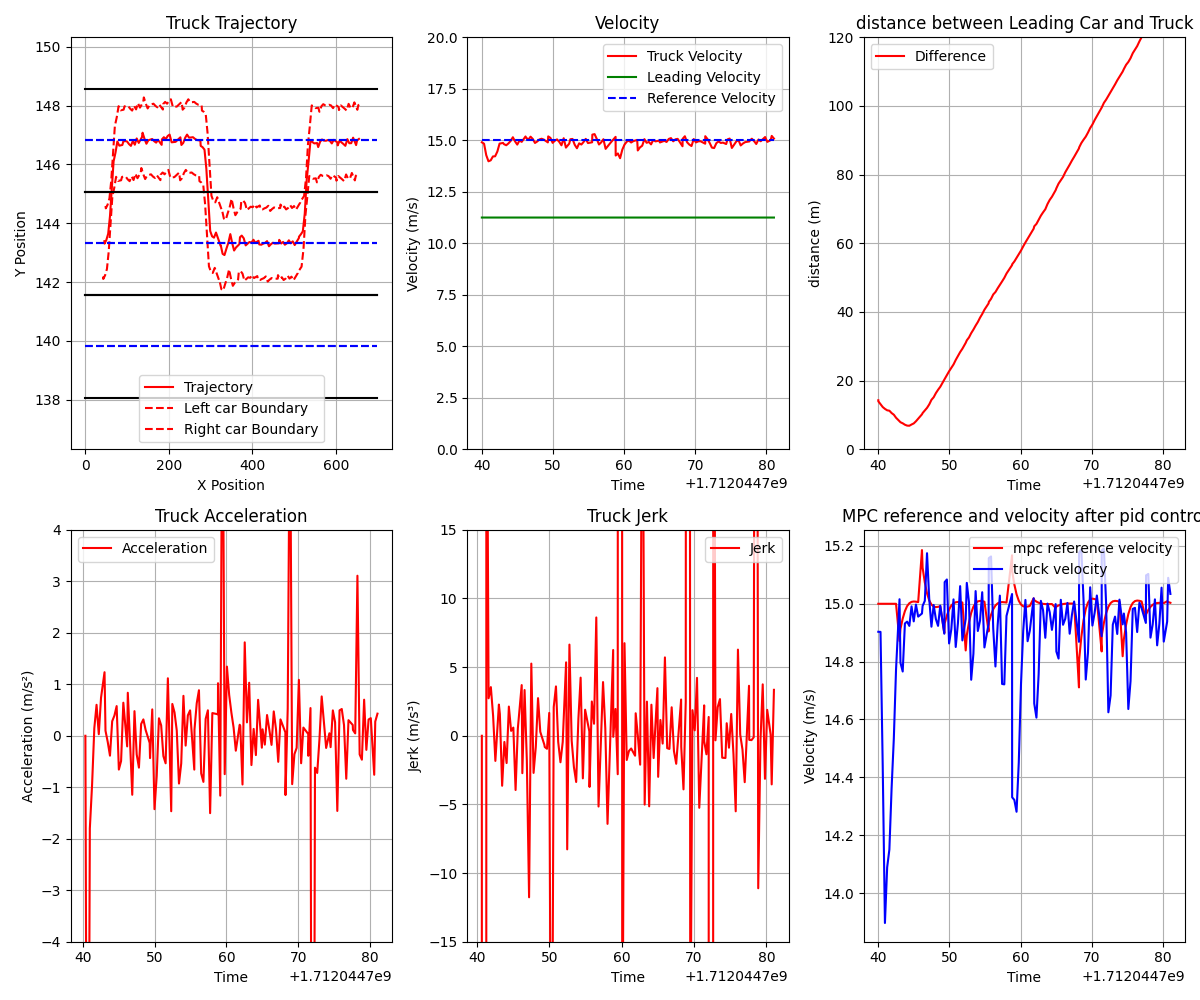 Truck Trajectory
150
148
146
144
142
140
138
Y Position
0
200
400
600
X Position
Trajectory
Left car Boundary
Right car Boundary
Velocity
20.0
17.5
15.0
12.5
10.0
7.5
5.0
2.5
0.0
Velocity (m/s)
40
50
60
70
80
Time
+1.7120447e9
Truck Velocity
Leading Velocity
Reference Velocity
distance between Leading Car and Truck
120
100
80
60
40
20
0
distance (m)
40
50
60
70
80
Time
+1.7120447e9
Difference
Truck Acceleration
4
3
2
1
0
−1
−2
−3
−4
Acceleration (m/s²)
40
50
60
70
80
Time
+1.7120447e9
Acceleration
Truck Jerk
15
10
5
0
−5
−10
−15
Jerk (m/s³)
40
50
60
70
80
Time
+1.7120447e9
Jerk
MPC reference and velocity after pid contro
15.2
15.0
14.8
14.6
14.4
14.2
14.0
Velocity (m/s)
40
50
60
70
80
Time
+1.7120447e9
mpc reference velocity
truck velocity